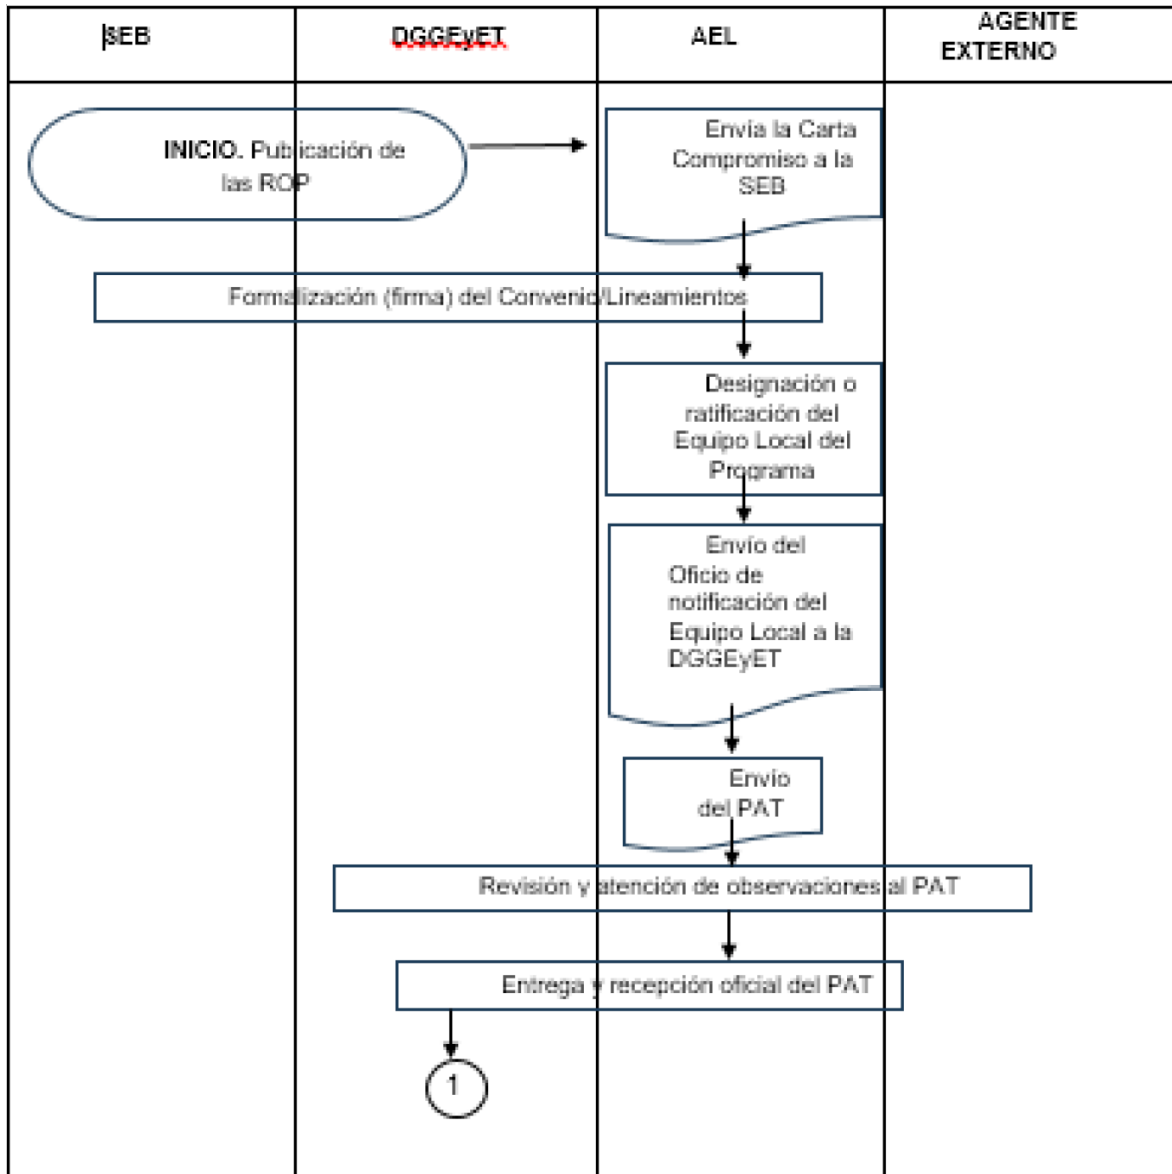 SEB
DGGEyET
AEL
AGENTE
EXTERNO
INICIO. Publicación de
las ROP
Envía la Carta
Compromiso a la
SEB
Formalización (firma) del Convenio/Lineamientos
Designación o
ratificación del
Equipo Local del
Programa
Envío del
Oficio de
notificación del
Equipo Local a la
DGGEyET
Envío
del PAT
Revisión y atención de observaciones al PAT
Entrega y recepción oficial del PAT
1